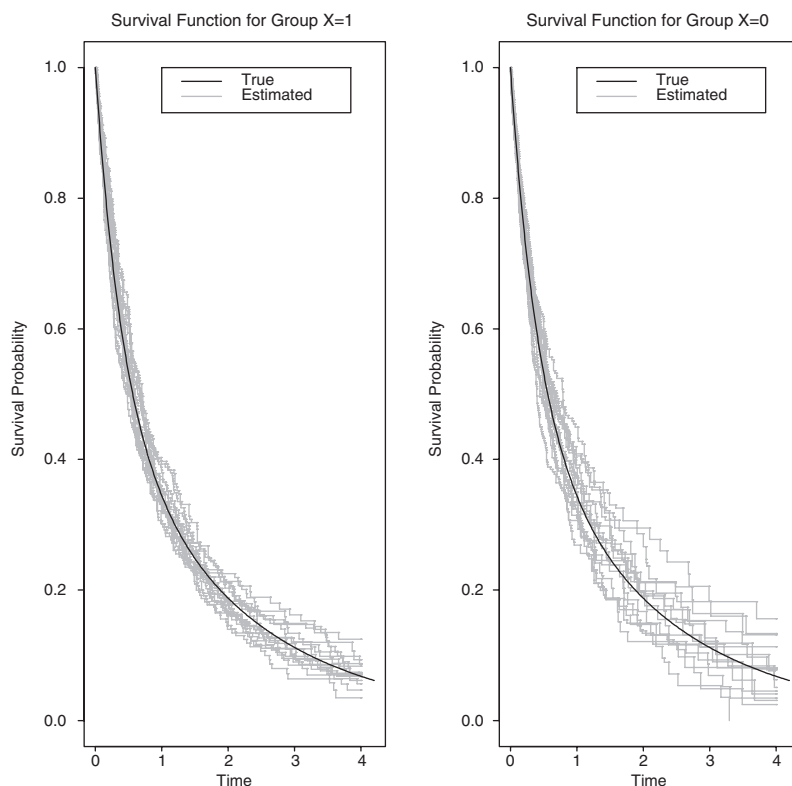 Survival Function for Group X=1
True
Estimated
Survival Probability
1.0
0.8
0.6
0.4
0.2
0.0
0 1 2 3 4
Time
Survival Function for Group X=0
True
Estimated
Survival Probability
1.0
0.8
0.6
0.4
0.2
0.0
0 1 2 3 4
Time